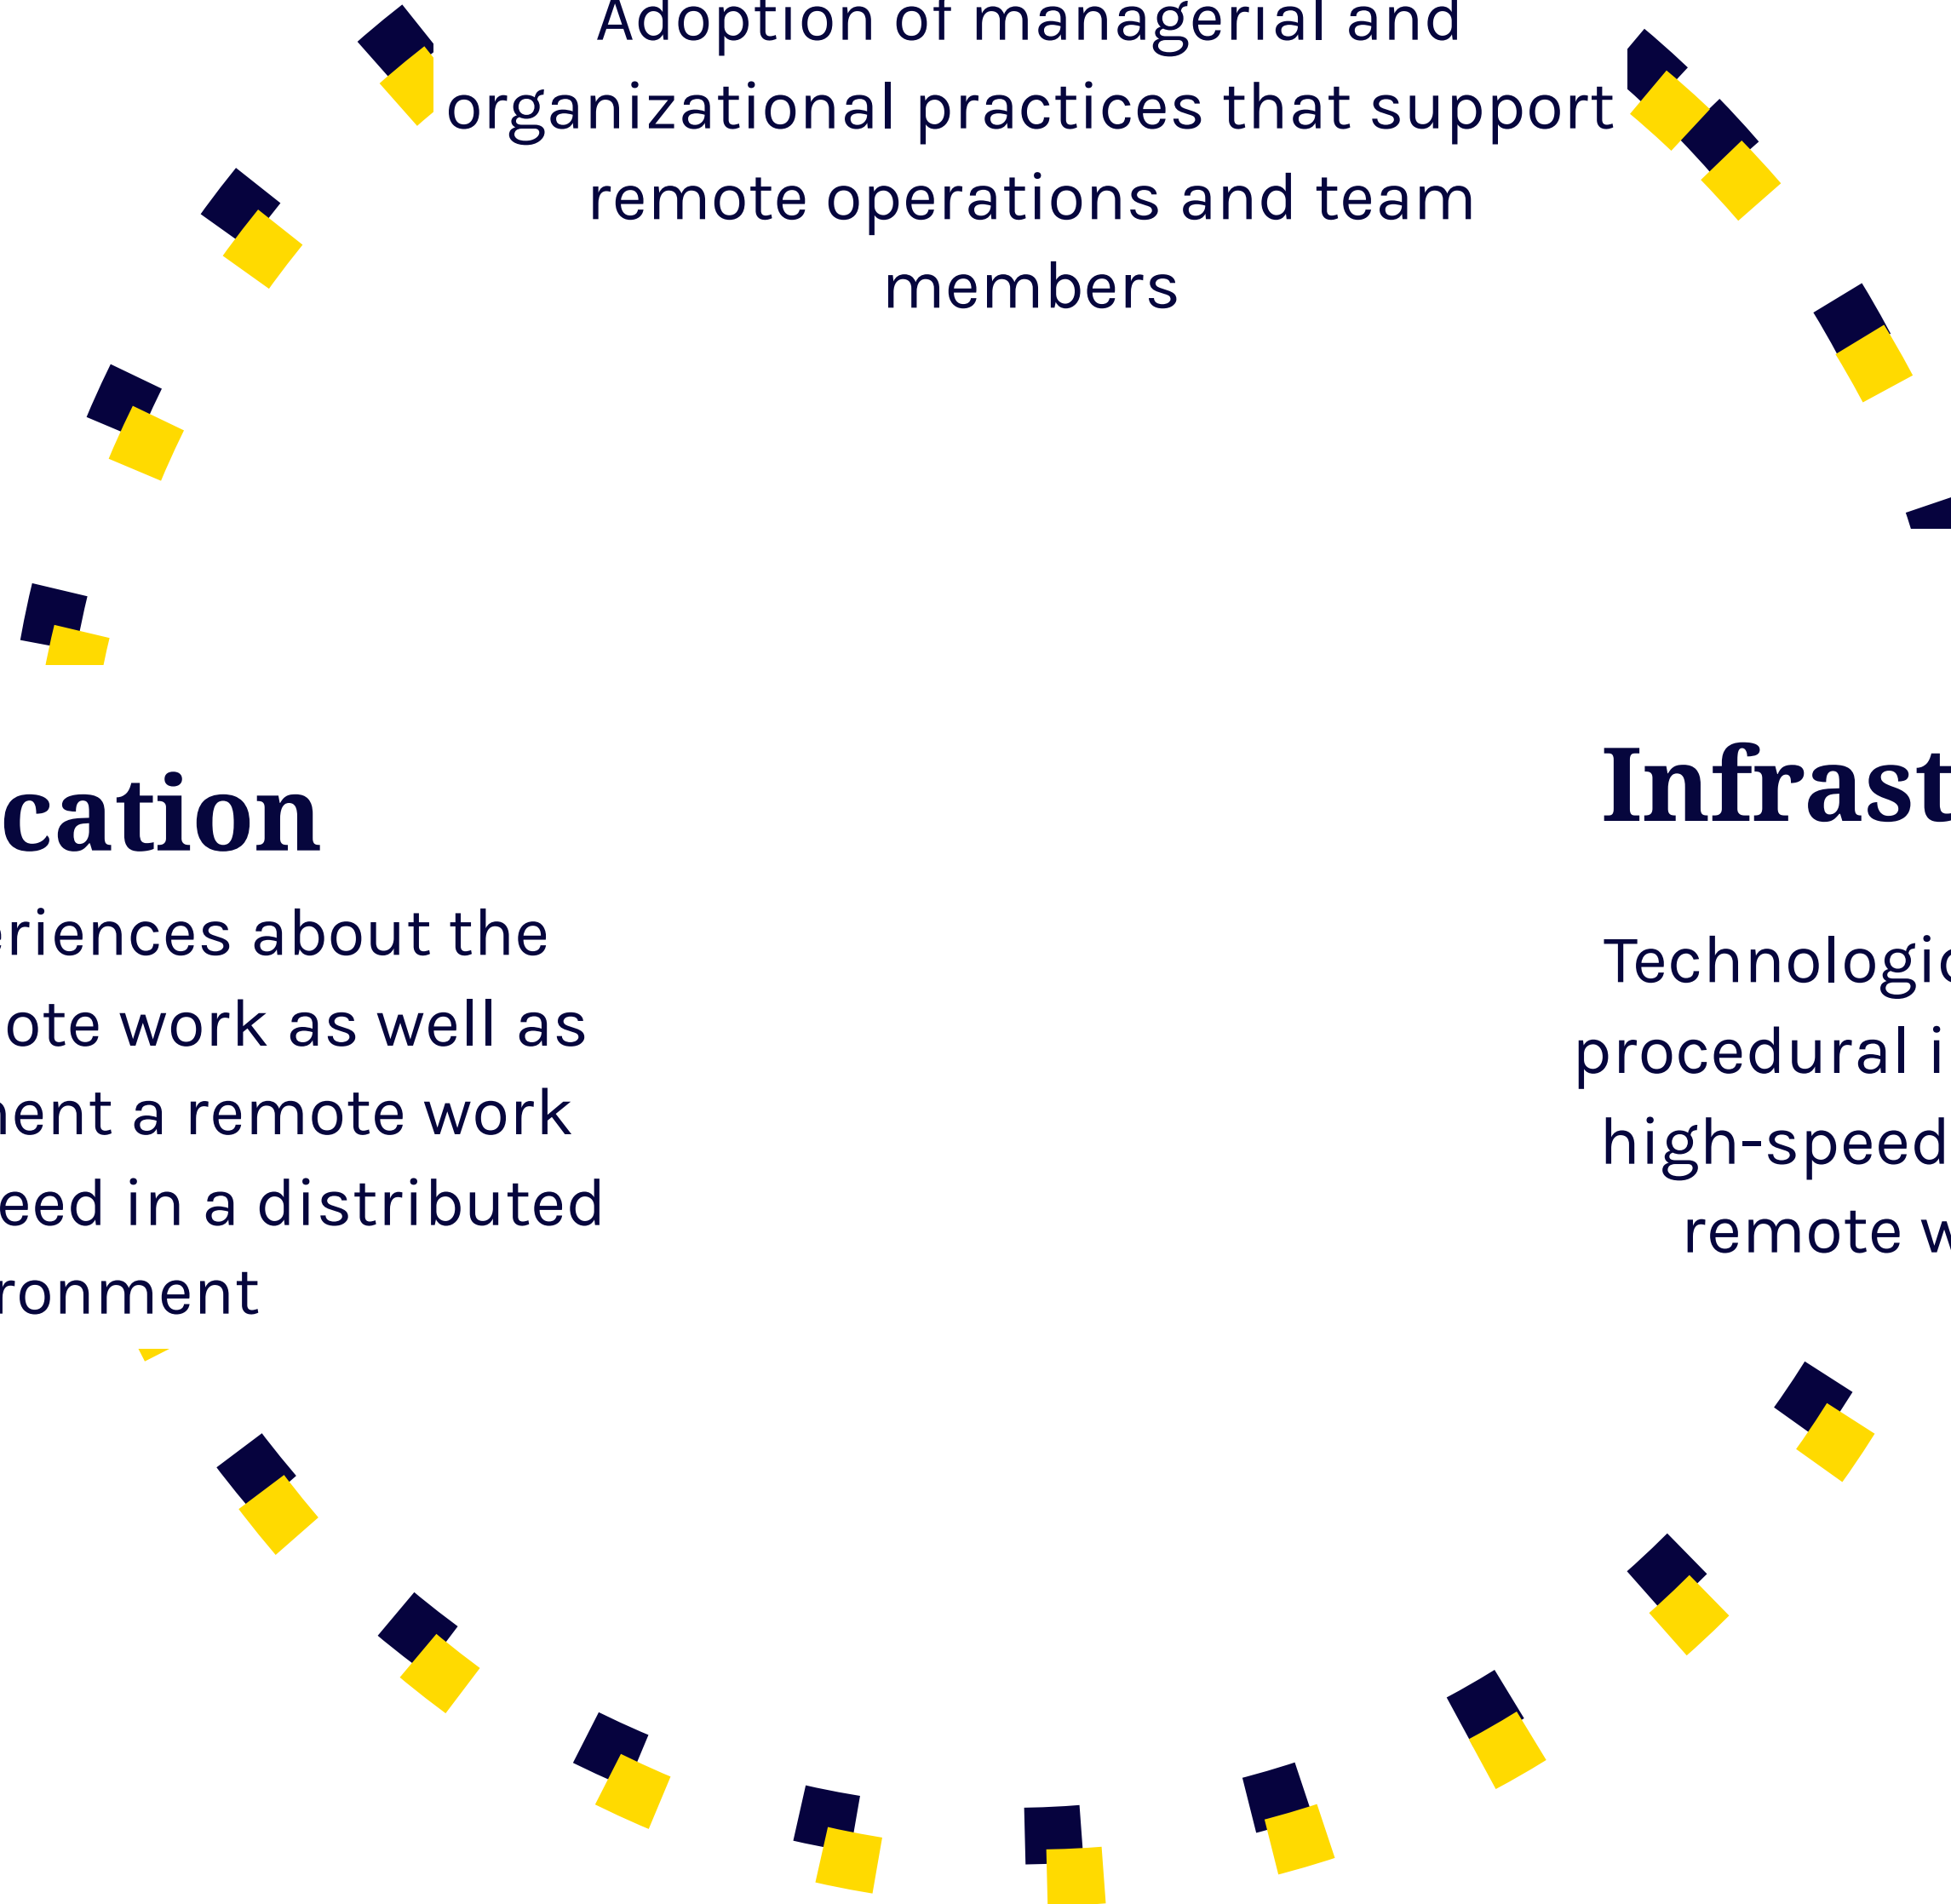 Adoption of managerial and
organizational practices that support
remote operations and team
members
cation
eriences about the
ote work as well as
ent a remote work
eed in a distributed
ronment
Infrast
Technologic
procedural i
high-speed
remote w